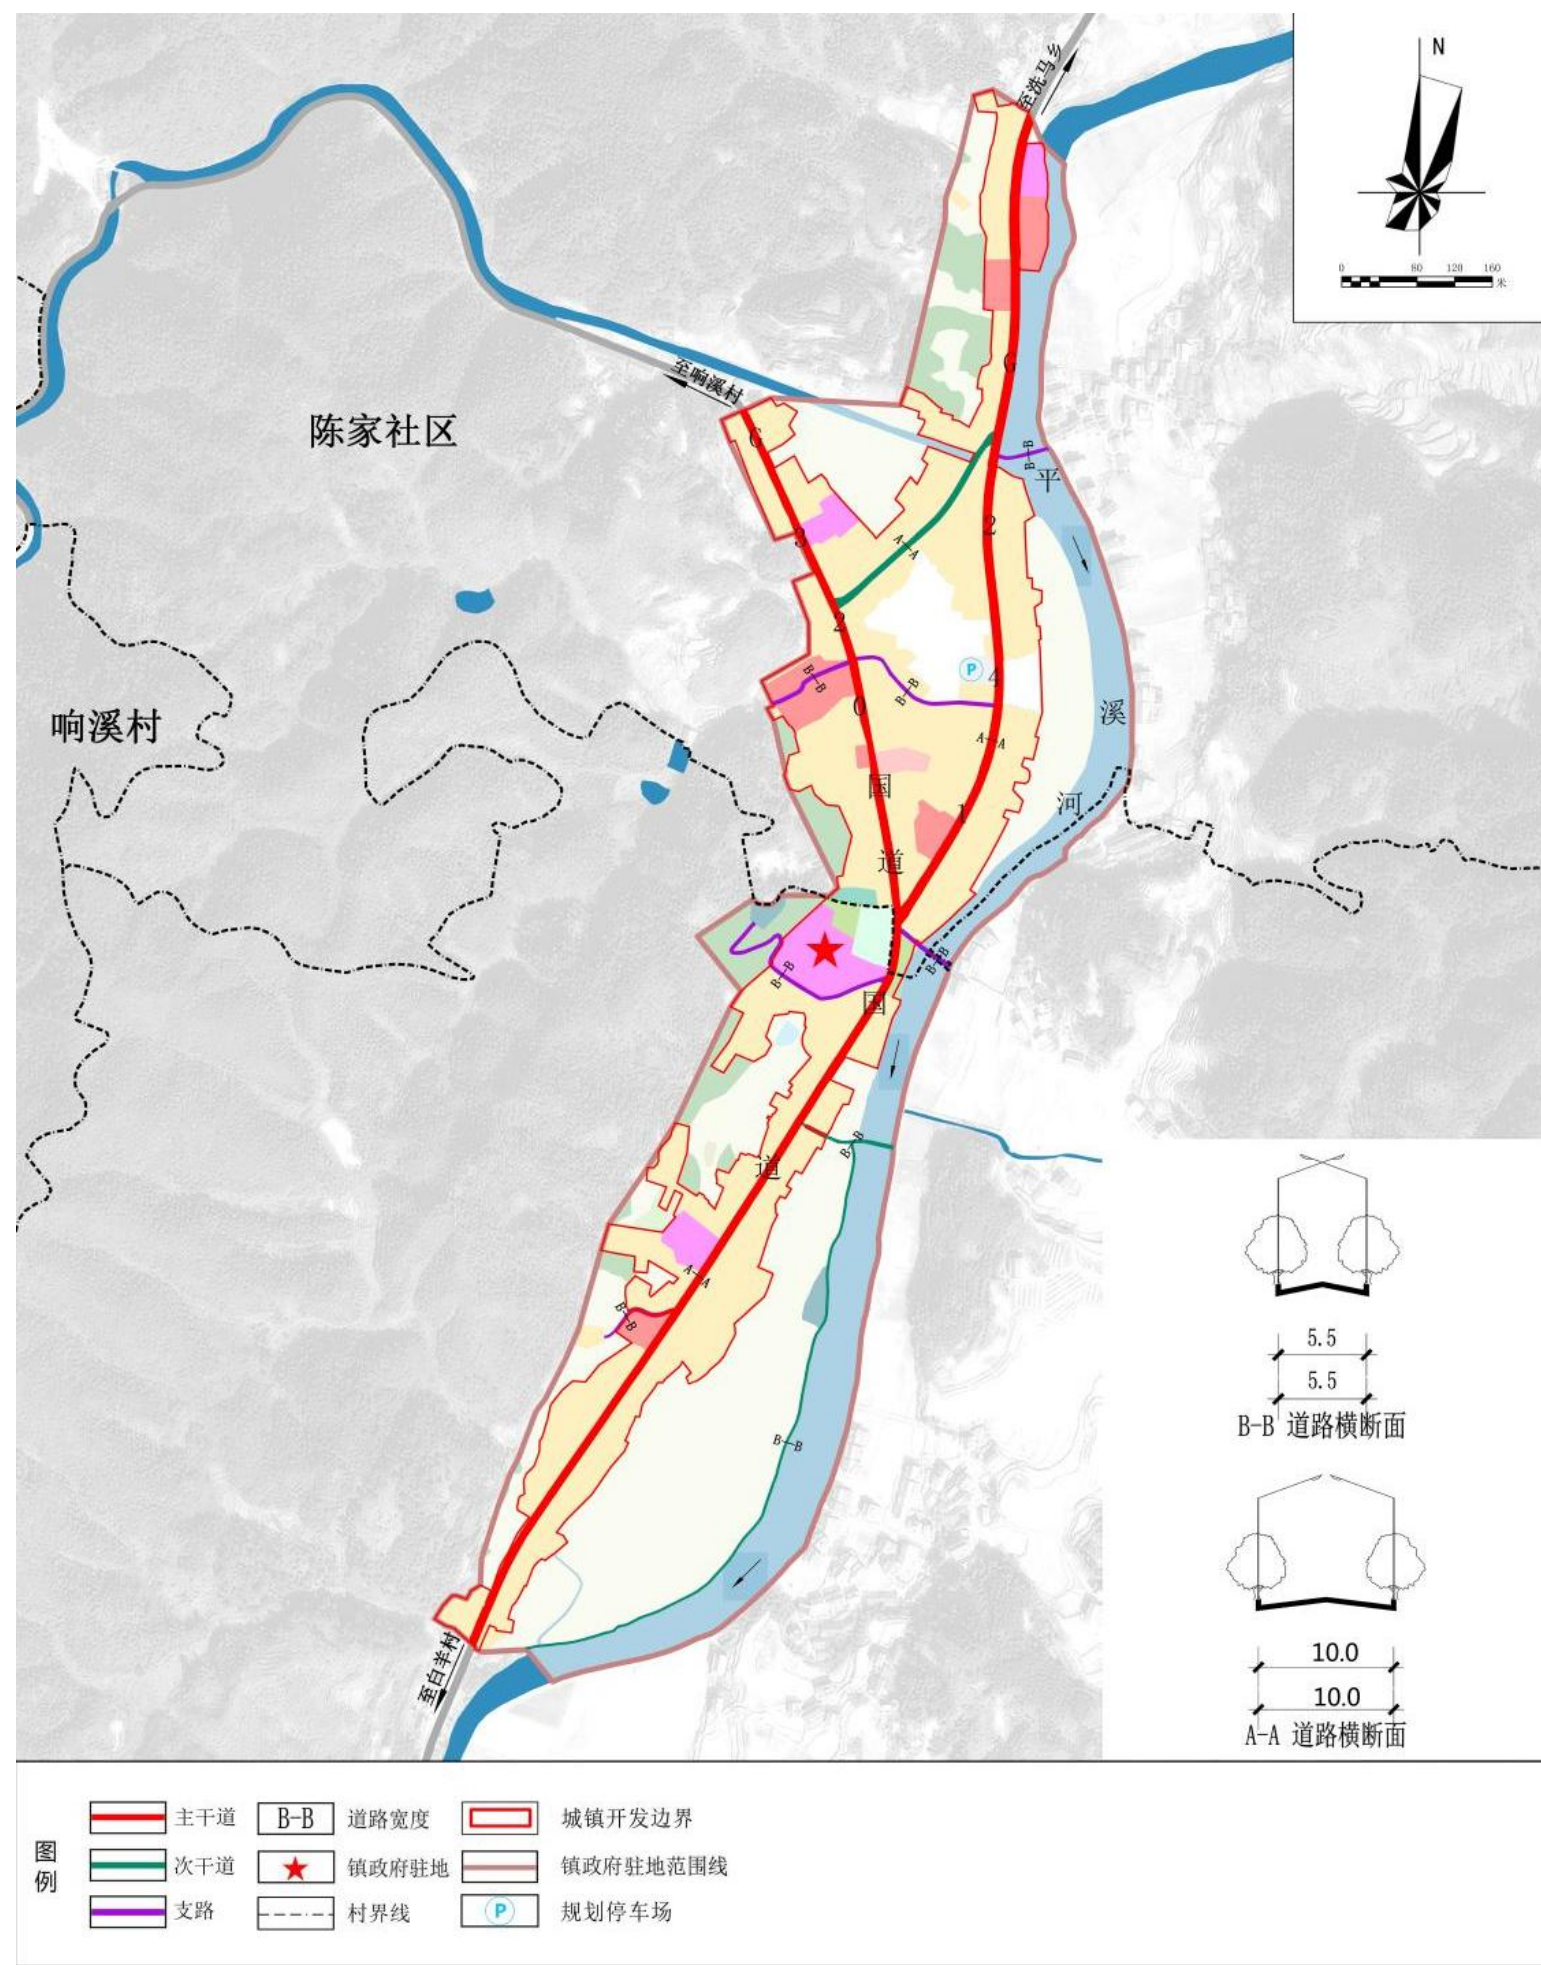 至洗马乡
N
0 80 120 160
米
至响溪村
陈家社区
G
G
B—B
平
3
2
A—A
2
P
4
B—B
B—B
0
响溪村
溪
A—A
国
1
河
道
B—B
B—B
国
B—B
道
A—A
B—B
B—B
至白羊村
5.5
5.5
B-B 道路横断面
10.0
10.0
A-A 道路横断面
图例
主干道
B-B 道路宽度
城镇开发边界
次干道
镇政府驻地
镇政府驻地范围线
支路
村界线
P 规划停车场